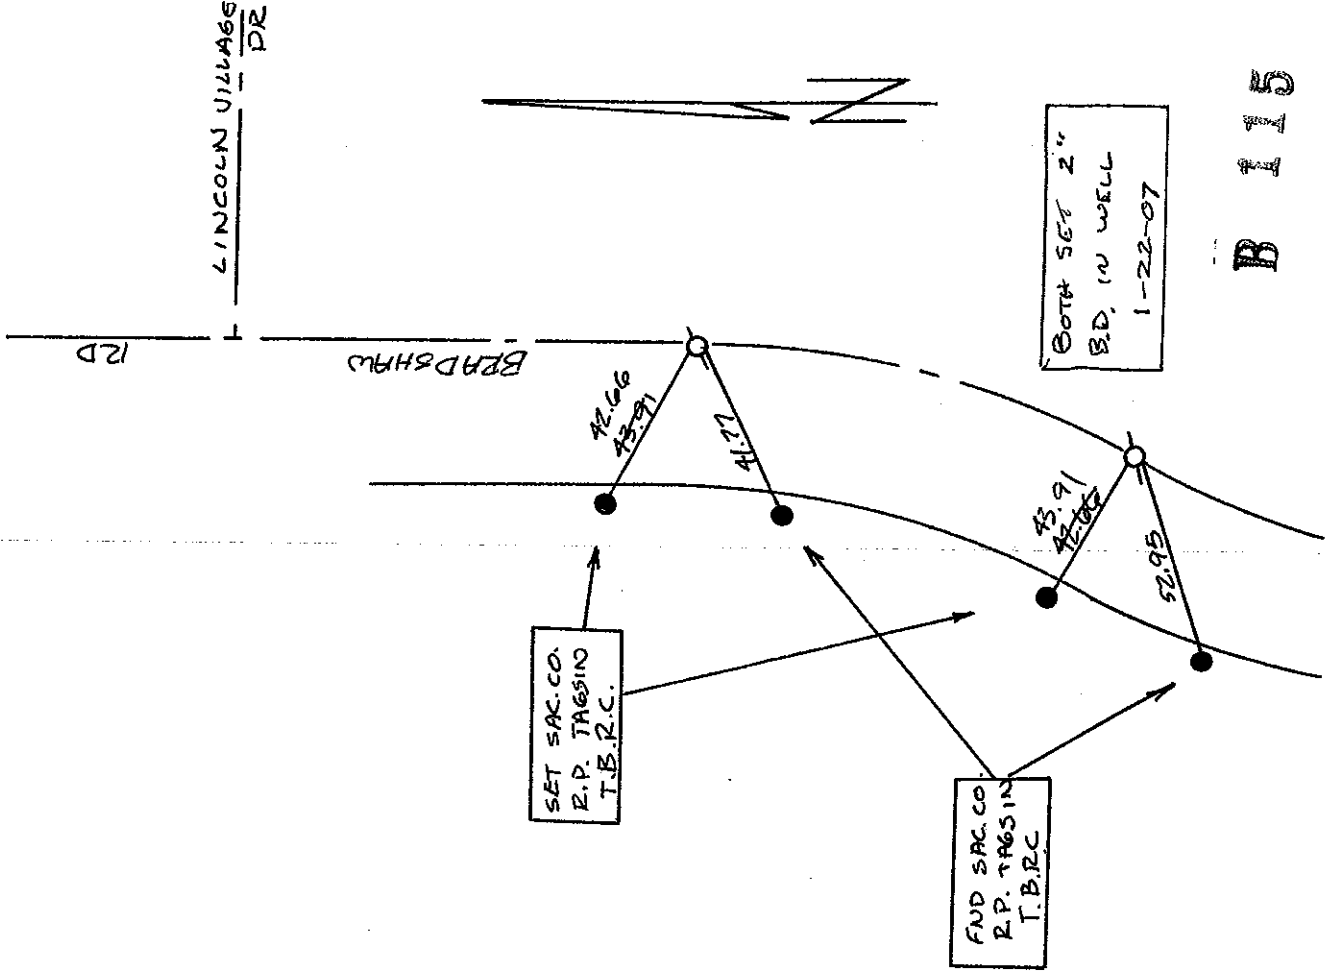 LINCOLN VILLAGE
DR
RD
BRADSHAW
N
42.66
43.91
41.77
43.91
42.66
52.95
SET SAC. CO.
R.P. TAGS IN
T.B.R.C.
FND SAC. CO.
R.P. TAGS IN
T.B.R.C
BOTH SET 2"
B.D. IN WELL
1-22-07
B 115